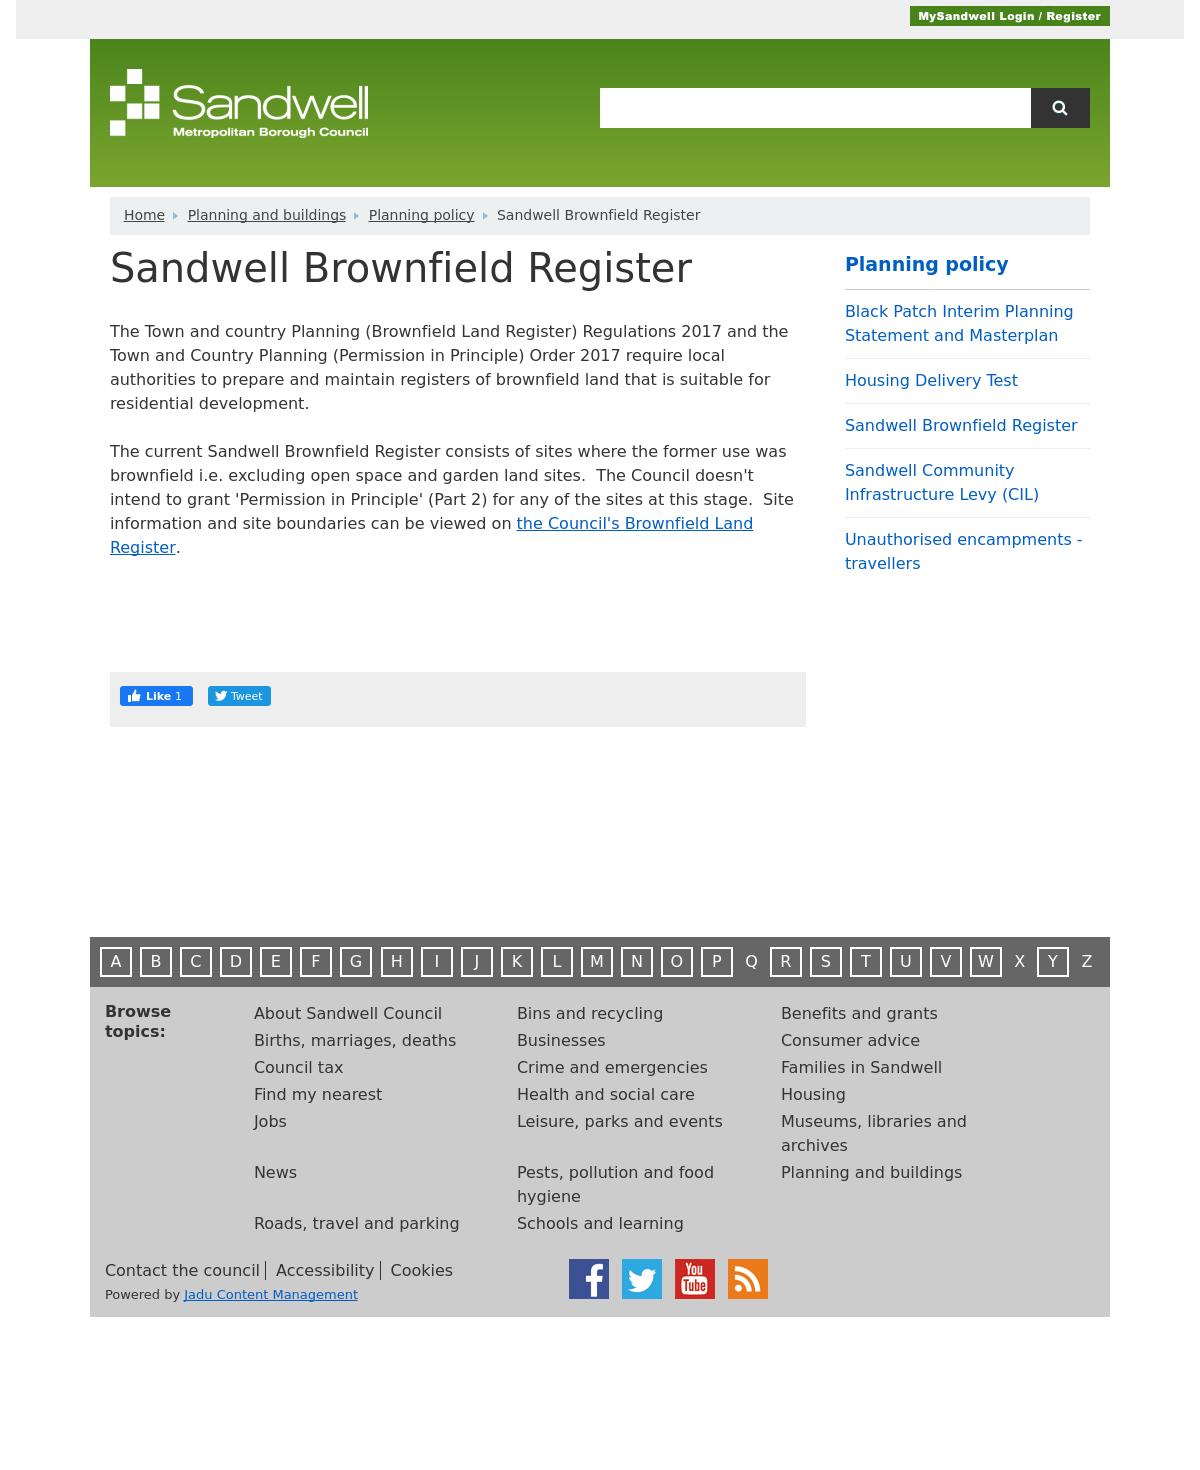 MySandwell Login / Register
Sandwell
Metropolitan Borough Council
Home Planning and buildings Planning policy Sandwell Brownfield Register
Sandwell Brownfield Register
The Town and country Planning (Brownfield Land Register) Regulations 2017 and the
Town and Country Planning (Permission in Principle) Order 2017 require local
authorities to prepare and maintain registers of brownfield land that is suitable for
residential development.
The current Sandwell Brownfield Register consists of sites where the former use was
brownfield i.e. excluding open space and garden land sites.  The Council doesn't
intend to grant 'Permission in Principle' (Part 2) for any of the sites at this stage.  Site
information and site boundaries can be viewed on the Council's Brownfield Land
Register.
Like 1
Tweet
Planning policy
Black Patch Interim Planning
Statement and Masterplan
Housing Delivery Test
Sandwell Brownfield Register
Sandwell Community
Infrastructure Levy (CIL)
Unauthorised encampments -
travellers
A B C D E F G H I J K L M N O P Q R S T U V W X Y Z
Browse
topics:
About Sandwell Council Bins and recycling Benefits and grants
Births, marriages, deaths Businesses Consumer advice
Council tax Crime and emergencies Families in Sandwell
Find my nearest Health and social care Housing
Jobs Leisure, parks and events Museums, libraries and
archives
News Pests, pollution and food Planning and buildings
hygiene
Roads, travel and parking Schools and learning
Contact the council Accessibility Cookies
Powered by Jadu Content Management
You
Tube